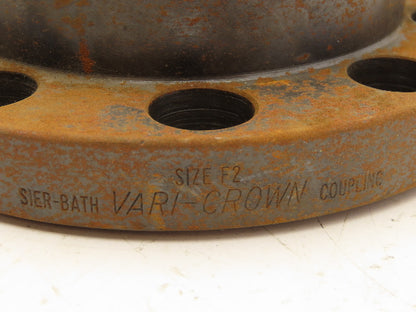 SIZE F2
SIER-BATH VARI-CROWN COUPLING